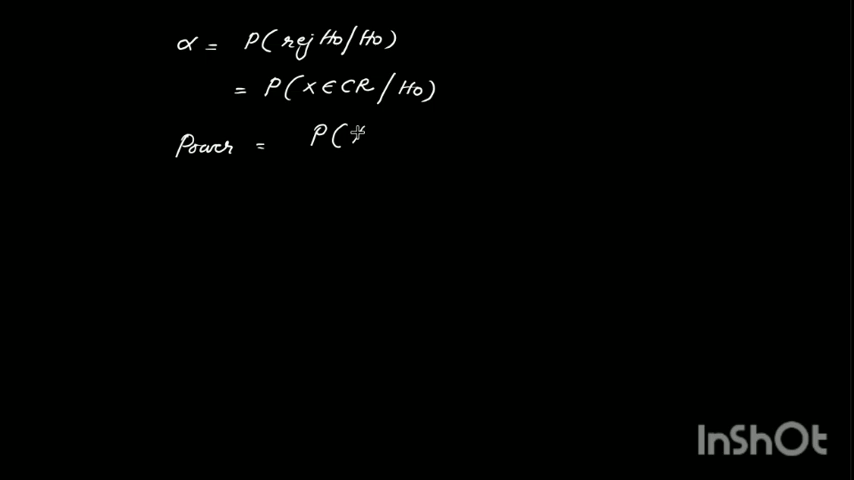 α = P(rej Ho/Ho)
= P(X ∈ CR/Ho)
Power = P(
InShOt